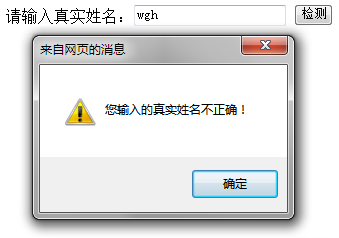 请输入真实姓名：wgh 检测
来自网页的消息
您输入的真实姓名不正确！
确定